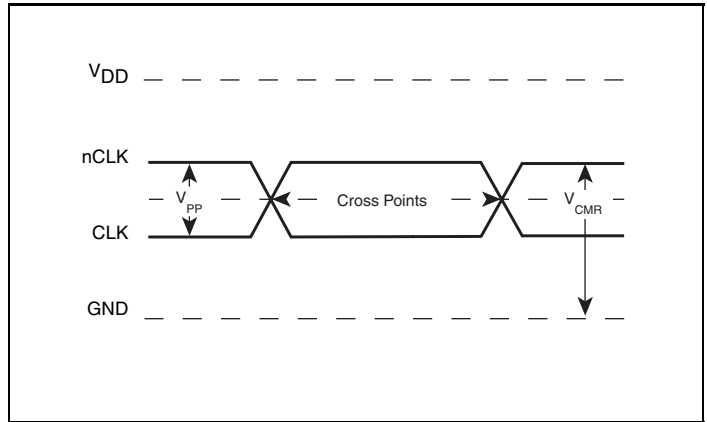 VDD
nCLK
VPP
Cross Points
VCMR
CLK
GND